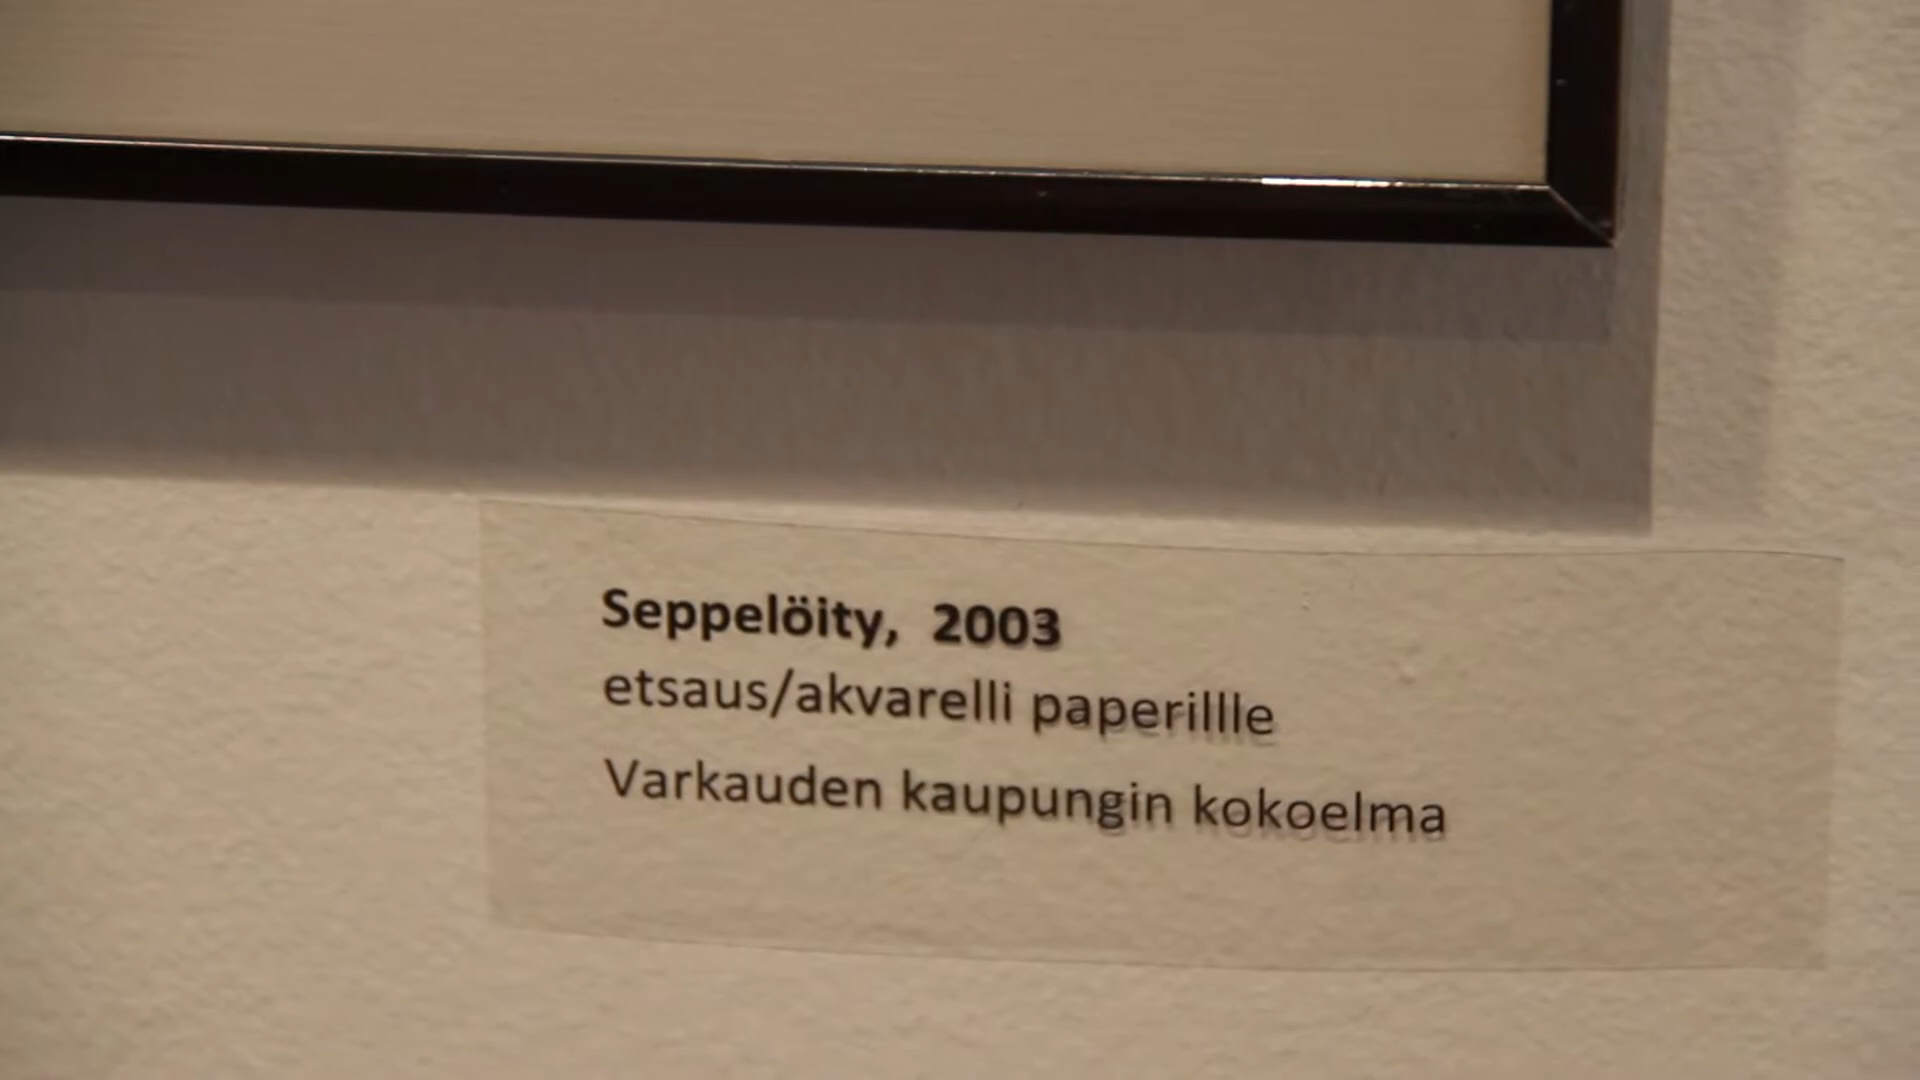 Seppelöity, 2003
etsaus/akvarelli paperillle
Varkauden kaupungin kokoelma